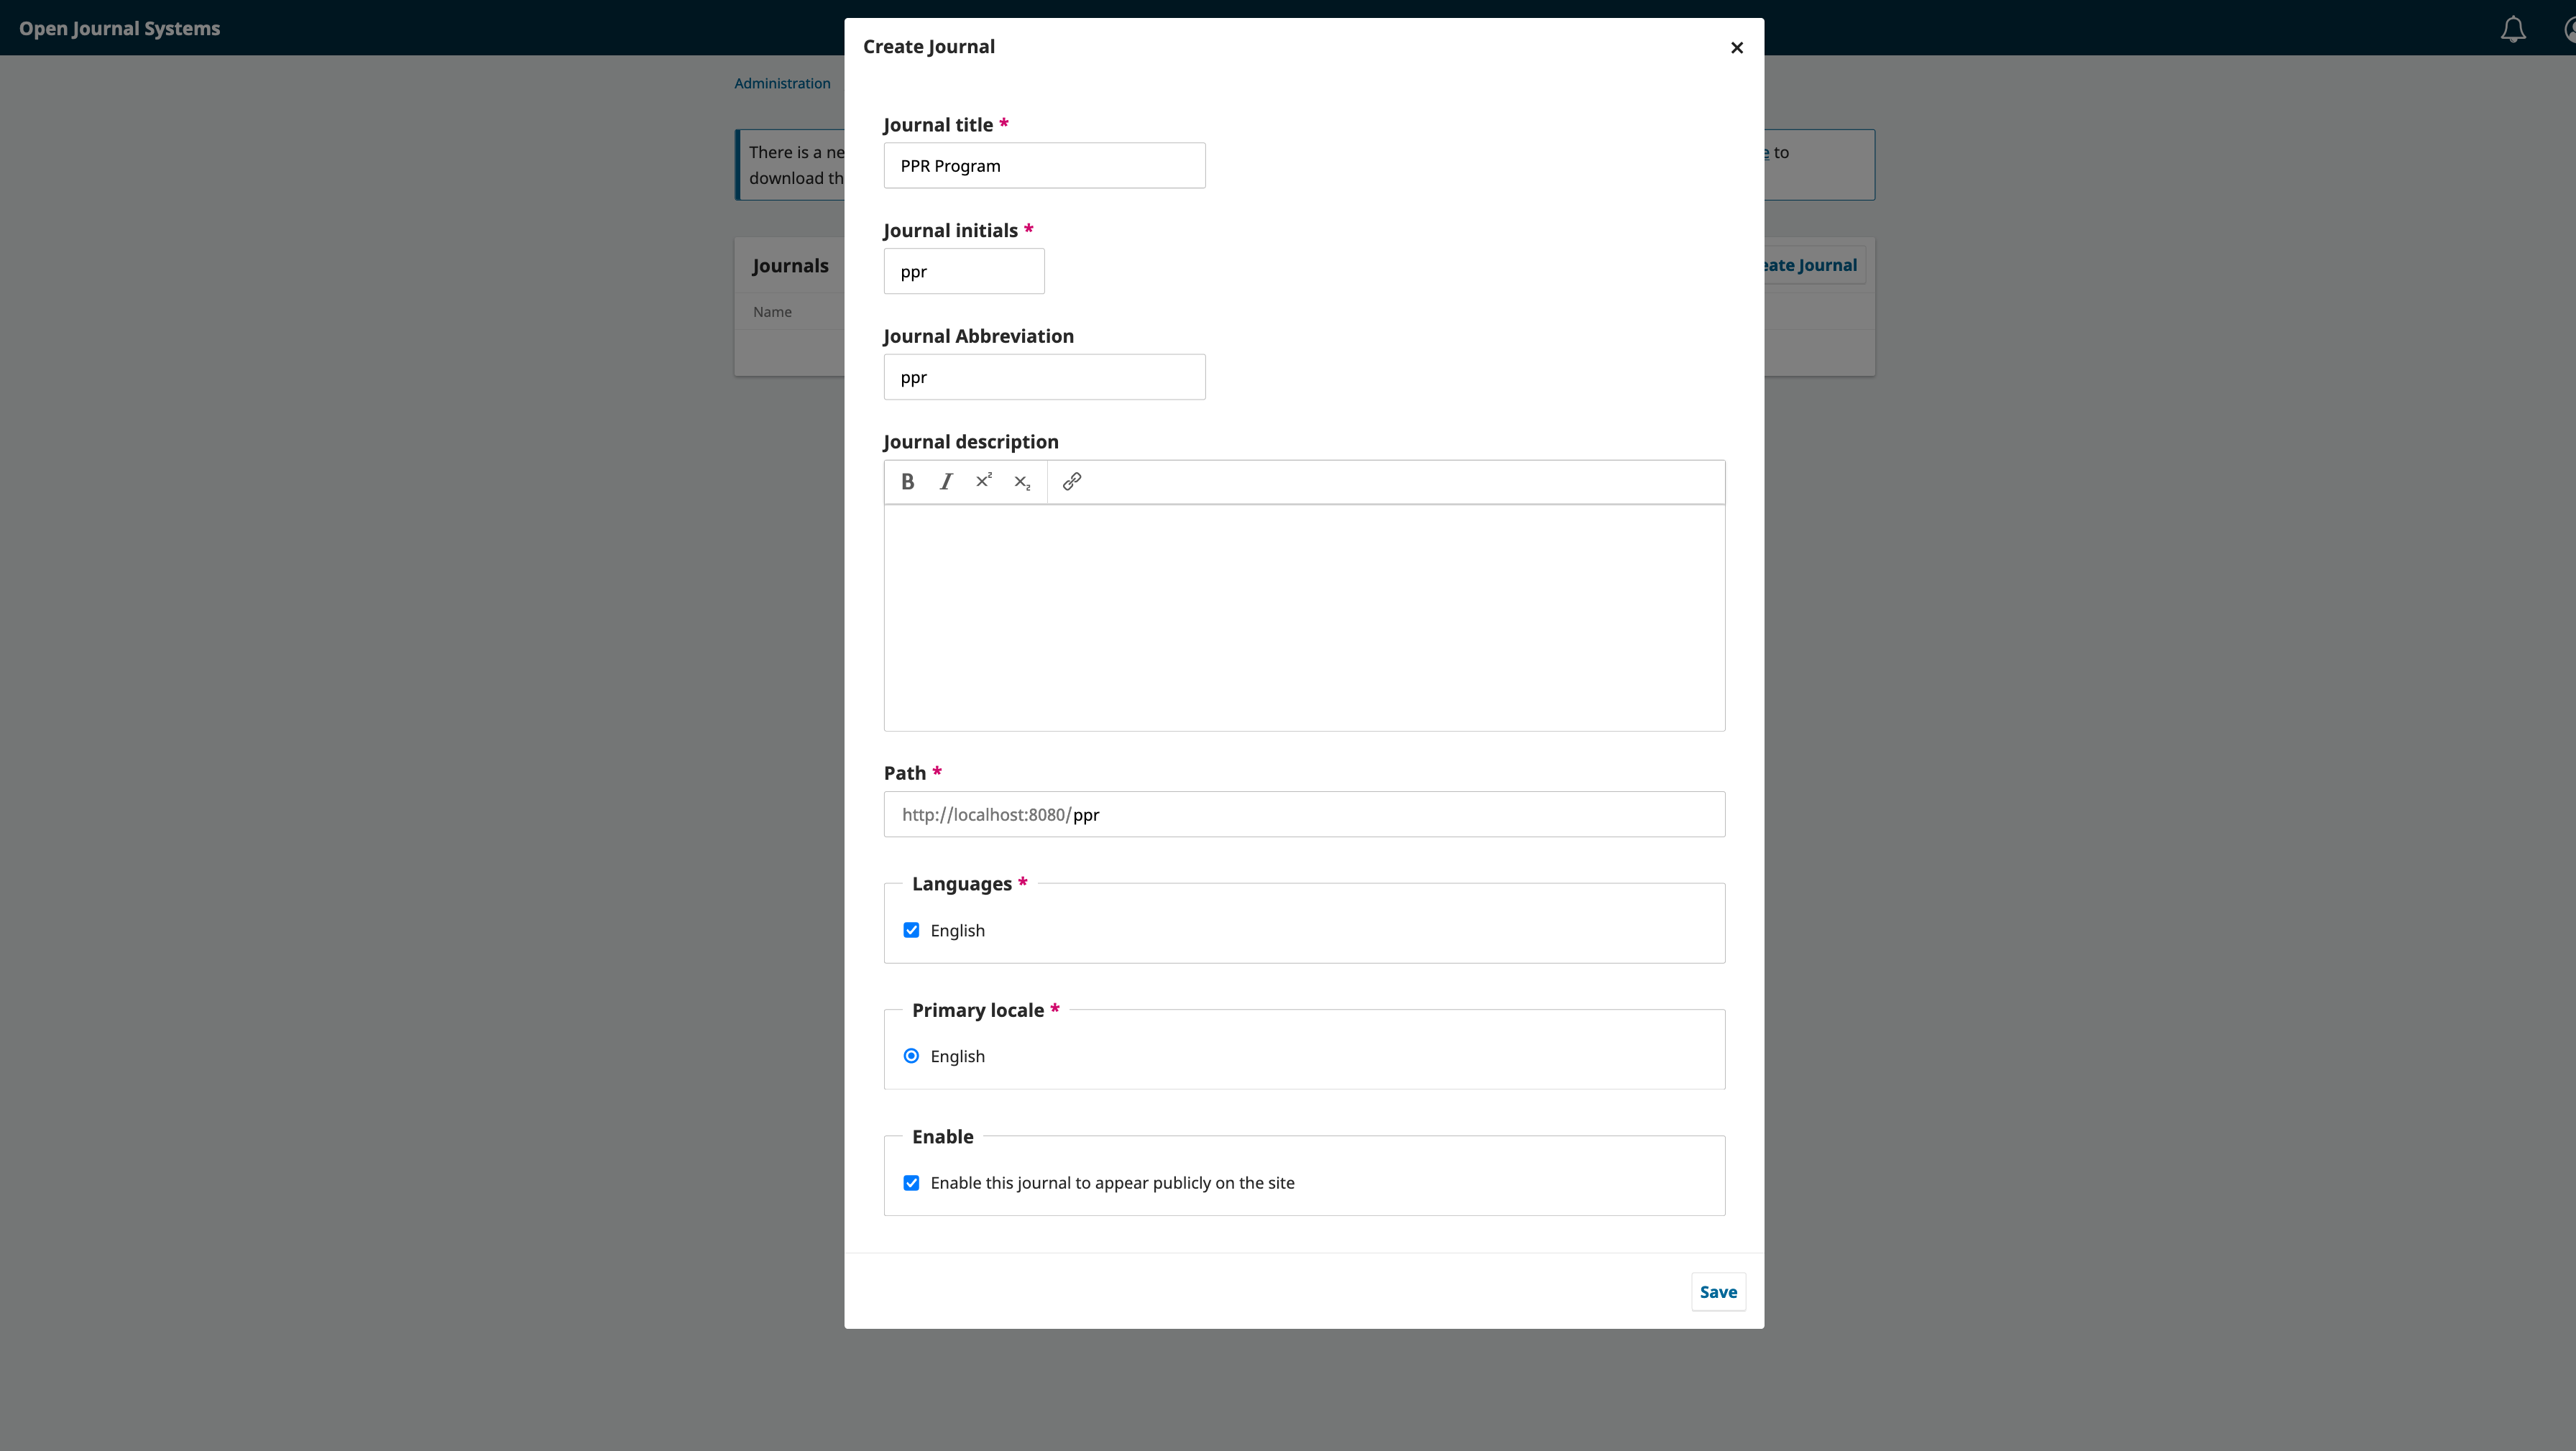 Open Journal Systems
Create Journal
Administration
Journal title *
There is a ne
e to
PPR Program
download th
Journal initials *
Journals
ppr
eate Journal
Name
Journal Abbreviation
ppr
Journal description
B I x² x₂
Path *
http://localhost:8080/ppr
Languages *
English
Primary locale *
English
Enable
Enable this journal to appear publicly on the site
Save